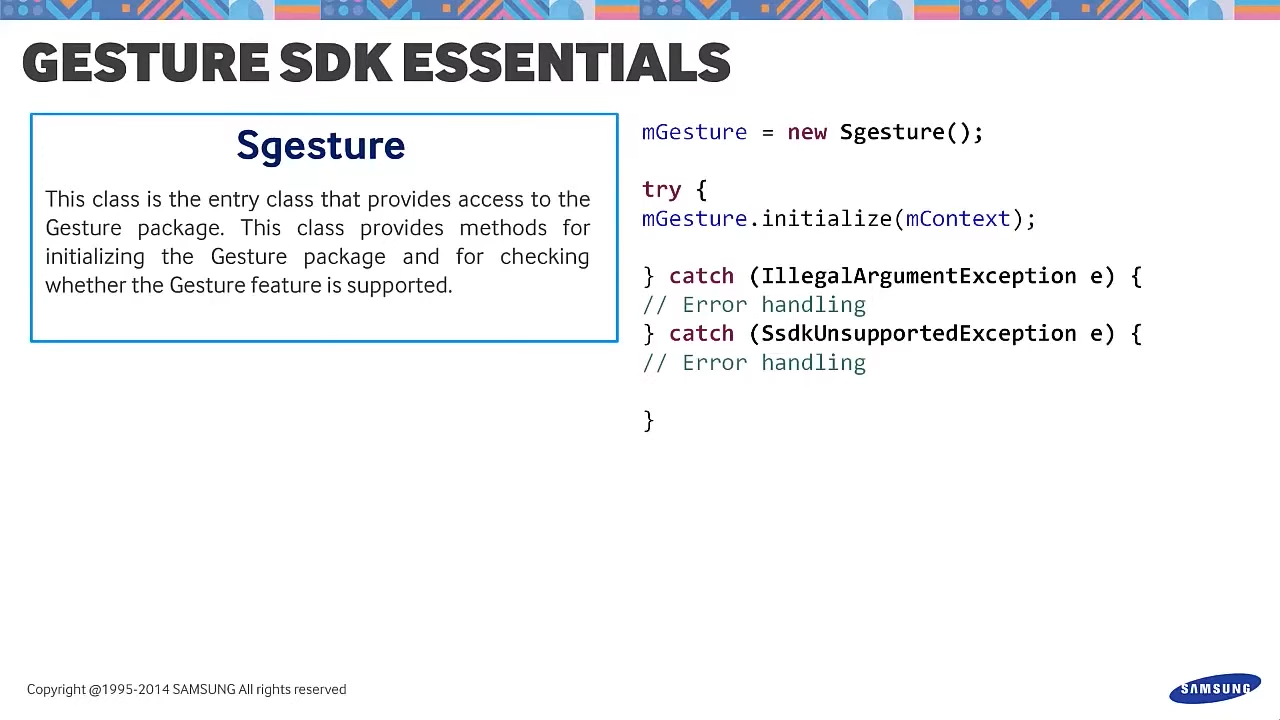 GESTURE SDK ESSENTIALS
Sgesture
This class is the entry class that provides access to the
Gesture package. This class provides methods for
initializing the Gesture package and for checking
whether the Gesture feature is supported.
mGesture = new Sgesture();
try {
mGesture.initialize(mContext);
} catch (IllegalArgumentException e) {
// Error handling
} catch (SsdkUnsupportedException e) {
// Error handling
}
Copyright @1995-2014 SAMSUNG All rights reserved
SAMSUNG